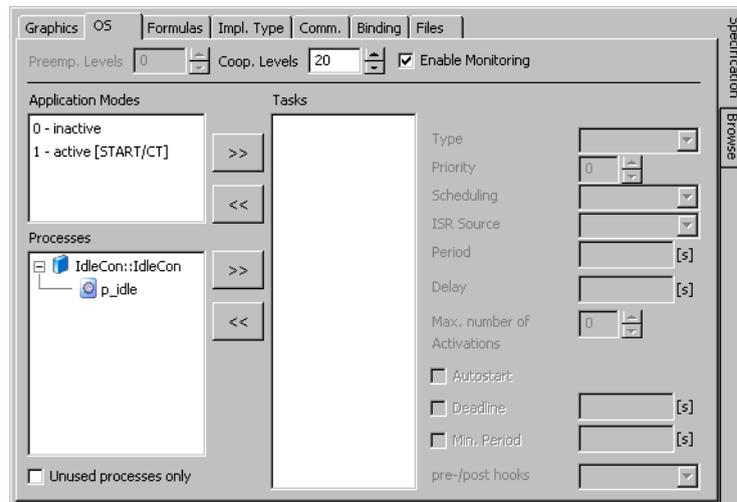 Graphics OS Formulas Impl. Type Comm. Binding Files
Preemp. Levels 0 Coop. Levels 20 Enable Monitoring
Application Modes
0 - inactive
1 - active [START/CT]
>>
<<
Processes
IdleCon::IdleCon
p_idle
>>
<<
Unused processes only
Tasks
Type
Priority 0
Scheduling
ISR Source
Period [s]
Delay [s]
Max. number of 0
Activations
Autostart
Deadline [s]
Min. Period [s]
pre-/post hooks
Specification
Browse